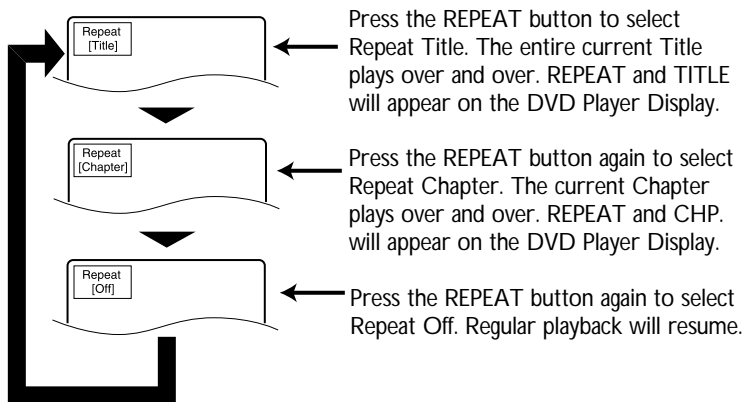 Repeat
[Title]
Press the REPEAT button to select
Repeat Title. The entire current Title
plays over and over. REPEAT and TITLE
will appear on the DVD Player Display.
Repeat
[Chapter]
Press the REPEAT button again to select
Repeat Chapter. The current Chapter
plays over and over. REPEAT and CHP.
will appear on the DVD Player Display.
Repeat
[Off]
Press the REPEAT button again to select
Repeat Off. Regular playback will resume.